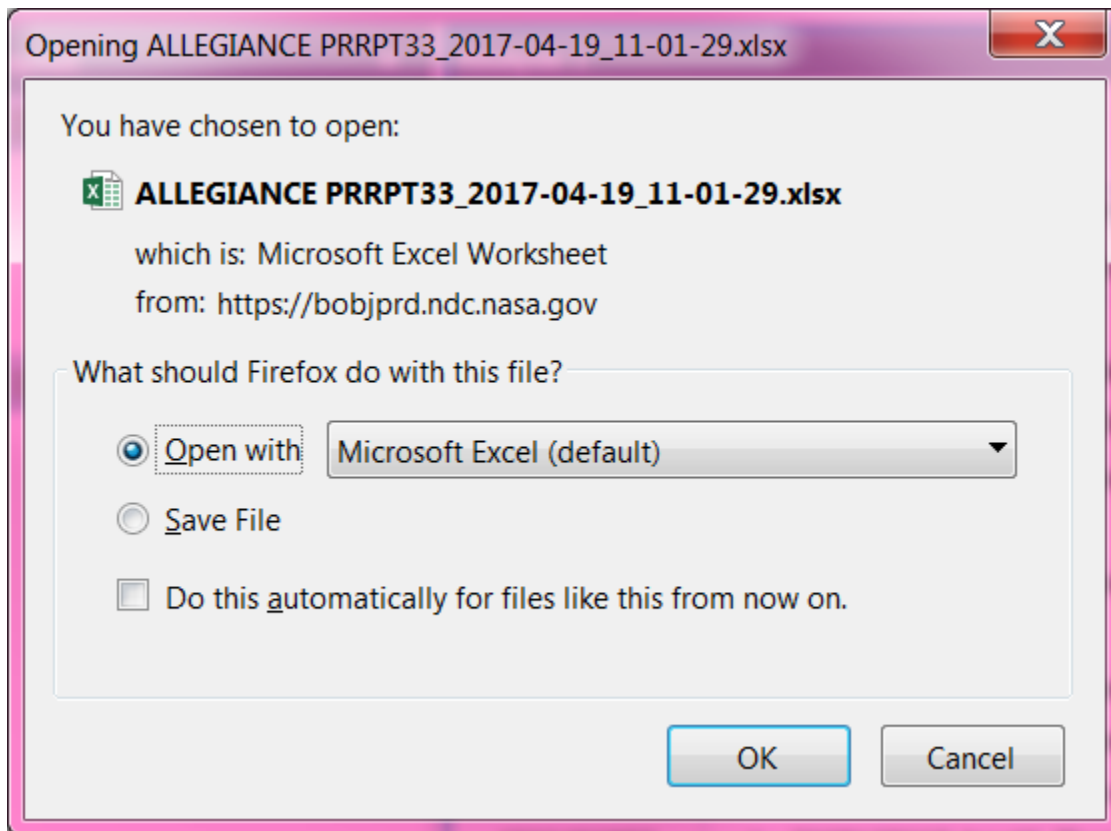 Opening ALLEGIANCE PRRPT33_2017-04-19_11-01-29.xlsx
You have chosen to open:
ALLEGIANCE PRRPT33_2017-04-19_11-01-29.xlsx
which is: Microsoft Excel Worksheet
from: https://bobjprd.ndc.nasa.gov
What should Firefox do with this file?
Open with Microsoft Excel (default)
Save File
Do this automatically for files like this from now on.
OK Cancel